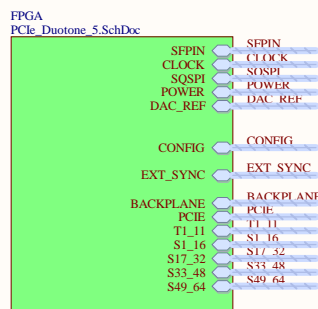 FPGA
PCIe_Duotone_5.SchDoc
SFPIN SFPIN
CLOCK CLOCK
SQSPI SQSPI
POWER POWER
DAC_REF DAC_REF
CONFIG CONFIG
EXT_SYNC EXT_SYNC
BACKPLANE BACKPLANE
PCIE PCIE
T1_11 T1_11
S1_16 S1_16
S17_32 S17_32
S33_48 S33_48
S49_64 S49_64